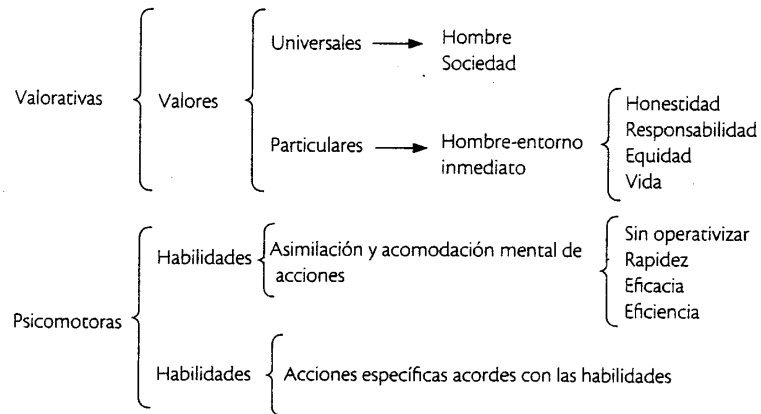 Valorativas
Valores
Universales
Hombre
Sociedad
Particulares
Hombre-entorno
inmediato
Honestidad
Responsabilidad
Equidad
Vida
Psicomotoras
Habilidades
Asimilación y acomodación mental de
acciones
Sin operativizar
Rapidez
Eficacia
Eficiencia
Habilidades
Acciones específicas acordes con las habilidades